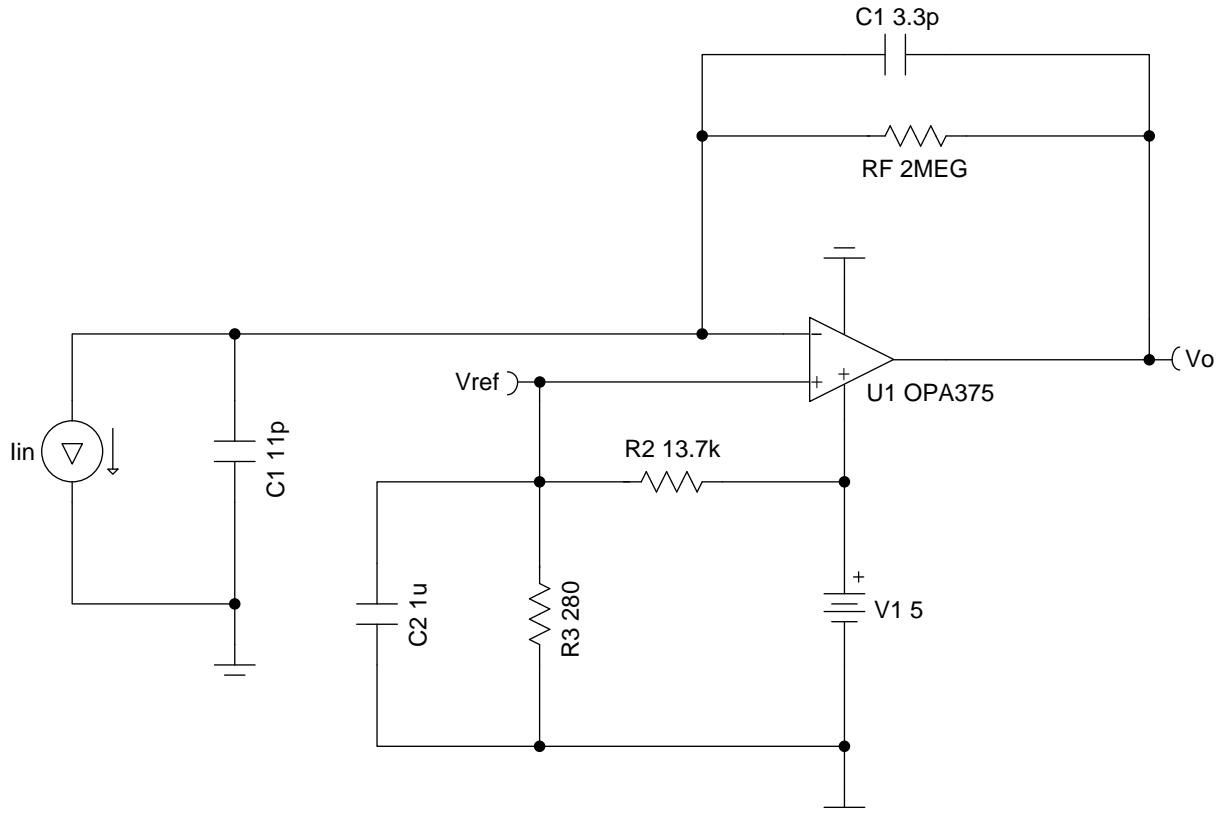 C1 3.3p
RF 2MEG
Vo
Vref
U1 OPA375
R2 13.7k
Iin
C1 11p
C2 1u
R3 280
+
V1 5